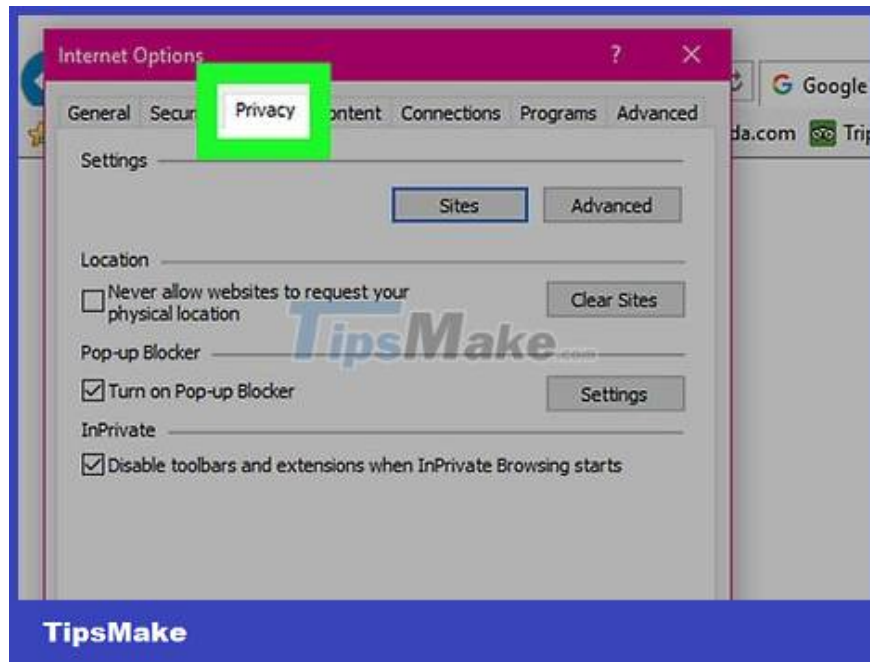 Internet Options ? X
Google
General Secur Privacy ontent Connections Programs Advanced
da.com Trip
Settings
Sites Advanced
Location
Never allow websites to request your
physical location
Clear Sites
TipsMake.com
Pop-up Blocker
Turn on Pop-up Blocker
Settings
InPrivate
Disable toolbars and extensions when InPrivate Browsing starts
TipsMake